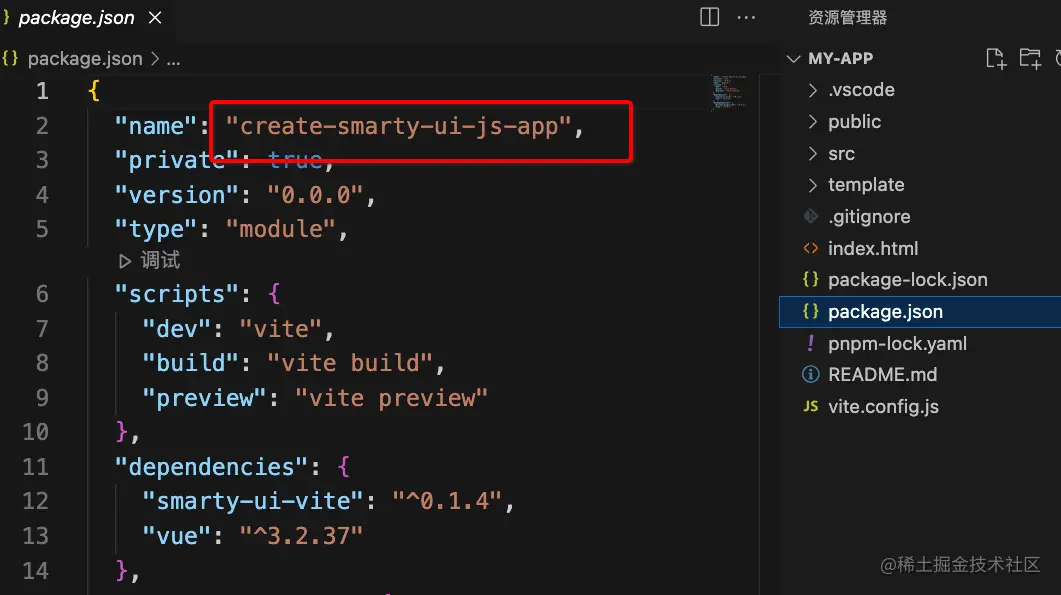 {} package.json ×
...
{} package.json > ...
1 {
2 "name": "create-smarty-ui-js-app",
3 "private": true,
4 "version": "0.0.0",
5 "type": "module",
调试
6 "scripts": {
7 "dev": "vite",
8 "build": "vite build",
9 "preview": "vite preview"
10 },
11 "dependencies": {
12 "smarty-ui-vite": "^0.1.4",
13 "vue": "^3.2.37"
14 },
资源管理器
MY-APP
.vscode
public
src
template
.gitignore
<> index.html
{} package-lock.json
{} package.json
! pnpm-lock.yaml
README.md
JS vite.config.js
@稀土掘金技术社区